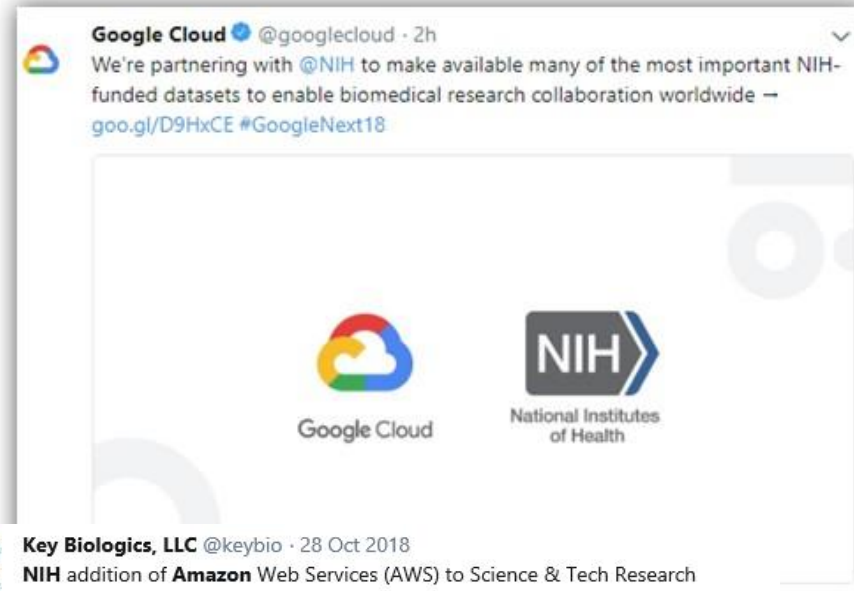 Google Cloud @googlecloud · 2h
We're partnering with @NIH to make available many of the most important NIH-
funded datasets to enable biomedical research collaboration worldwide →
goo.gl/D9HxCE #GoogleNext18
NIH
Google Cloud
National Institutes
of Health
Key Biologics, LLC @keybio · 28 Oct 2018
NIH addition of Amazon Web Services (AWS) to Science & Tech Research